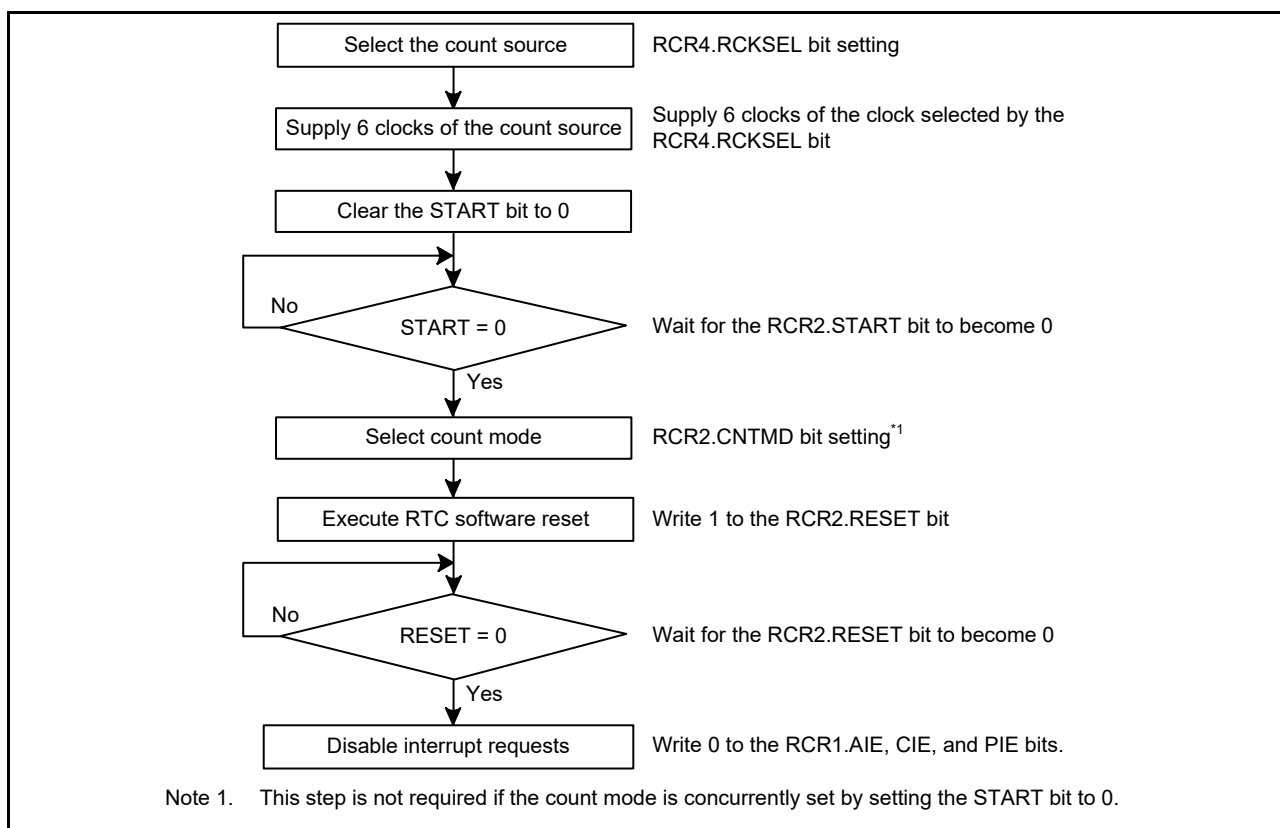 Select the count source
RCR4.RCKSEL bit setting
Supply 6 clocks of the count source
Supply 6 clocks of the clock selected by the
RCR4.RCKSEL bit
Clear the START bit to 0
No
START = 0
Wait for the RCR2.START bit to become 0
Yes
Select count mode
RCR2.CNTMD bit setting*1
Execute RTC software reset
Write 1 to the RCR2.RESET bit
No
RESET = 0
Wait for the RCR2.RESET bit to become 0
Yes
Disable interrupt requests
Write 0 to the RCR1.AIE, CIE, and PIE bits.
Note 1. This step is not required if the count mode is concurrently set by setting the START bit to 0.